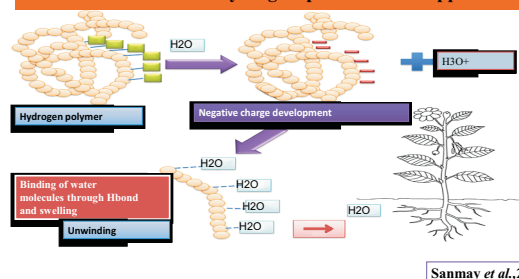 H2O
H3O+
Hydrogen polymer
Negative charge development
H2O
H2O
H2O
H2O
Binding of water
molecules through Hbond
and swelling
Unwinding
H2O
Sanmay et al.,2